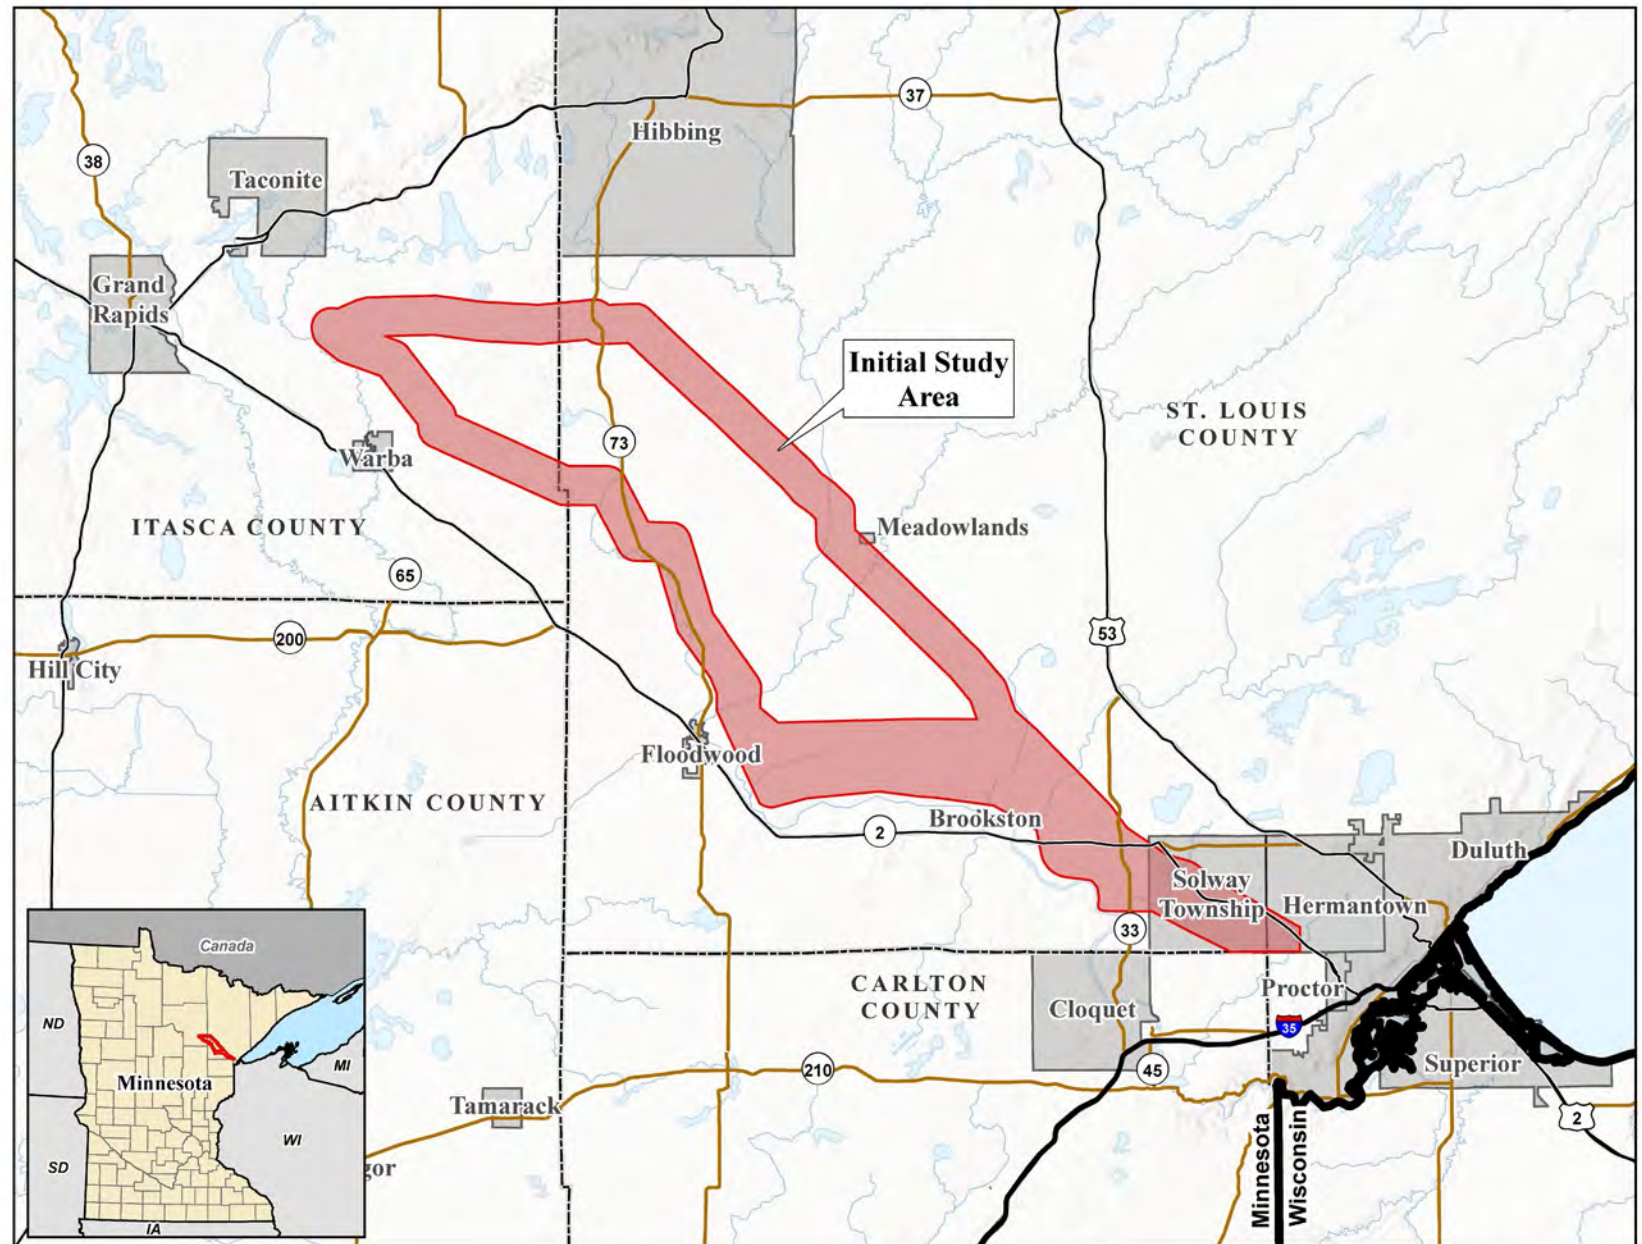 37
Hibbing
38
Taconite
Grand
Rapids
Initial Study
Area
ST. LOUIS
COUNTY
73
Warba
Meadowlands
ITASCA COUNTY
65
200
53
Hill City
Floodwood
AITKIN COUNTY
Brookston
2
Duluth
Solway
Township
Hermantown
33
CARLTON
COUNTY
Proctor
Cloquet
35
Superior
210
45
Tamarack
2
gor
Minnesota
Wisconsin
Canada
ND
MI
Minnesota
WI
SD
IA